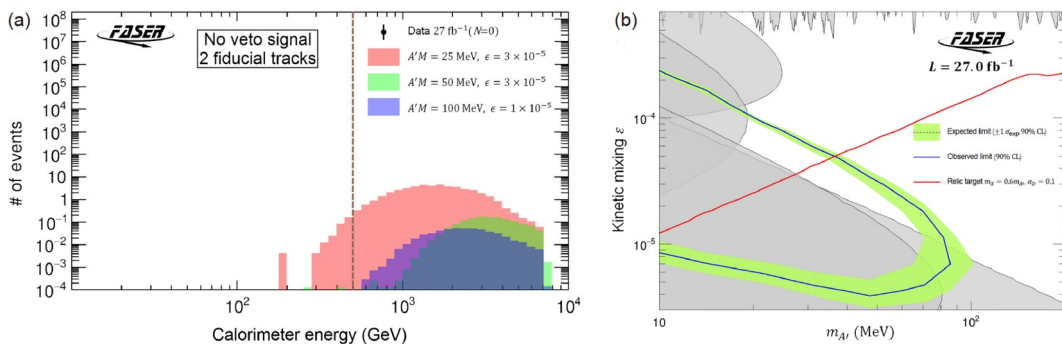 (a)
FASER
No veto signal
2 fiducial tracks
Data 27 fb⁻¹(N=0)
A′M = 25 MeV, ϵ = 3 × 10⁻⁵
A′M = 50 MeV, ϵ = 3 × 10⁻⁵
A′M = 100 MeV, ϵ = 1 × 10⁻⁵
# of events
10⁸
10⁷
10⁶
10⁵
10⁴
10³
10²
10
1
10⁻¹
10⁻²
10⁻³
10⁻⁴
10² 10³ 10⁴
Calorimeter energy (GeV)
(b)
FASER
L = 27.0 fb⁻¹
Expected limit (±1 σexp 90% CL)
Observed limit (90% CL)
Relic target mχ = 0.6mA′, αD = 0.1
Kinetic mixing ε
10⁻⁴
10⁻⁵
10 10²
mA′ (MeV)